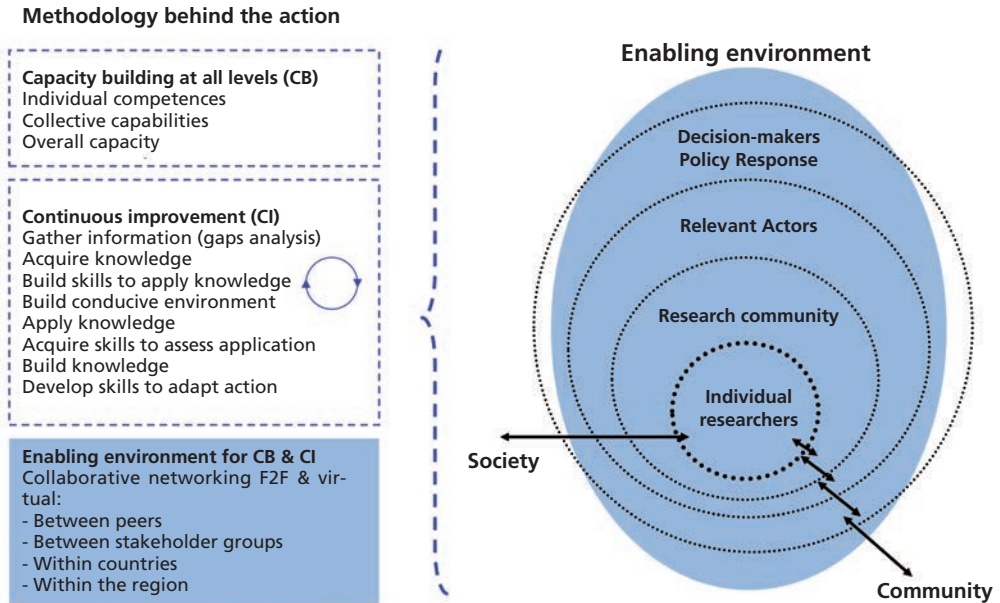 Methodology behind the action
Capacity building at all levels (CB)
Individual competences
Collective capabilities
Overall capacity
Continuous improvement (CI)
Gather information (gaps analysis)
Acquire knowledge
Build skills to apply knowledge
Build conducive environment
Apply knowledge
Acquire skills to assess application
Build knowledge
Develop skills to adapt action
Enabling environment for CB & CI
Collaborative networking F2F & vir-
tual:
- Between peers
- Between stakeholder groups
- Within countries
- Within the region
Enabling environment
Decision-makers
Policy Response
Relevant Actors
Research community
Individual
researchers
Society
Community